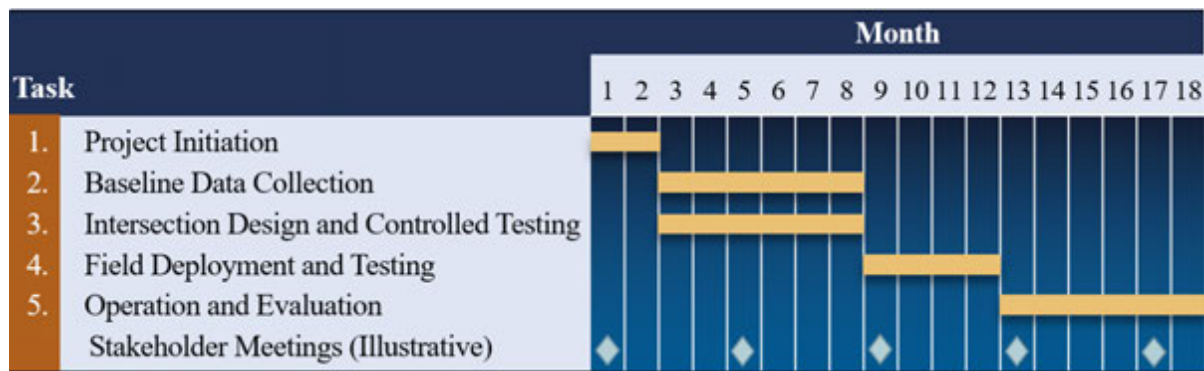 Month
Task
1 2 3 4 5 6 7 8 9 10 11 12 13 14 15 16 17 18
1. Project Initiation
2. Baseline Data Collection
3. Intersection Design and Controlled Testing
4. Field Deployment and Testing
5. Operation and Evaluation
Stakeholder Meetings (Illustrative)